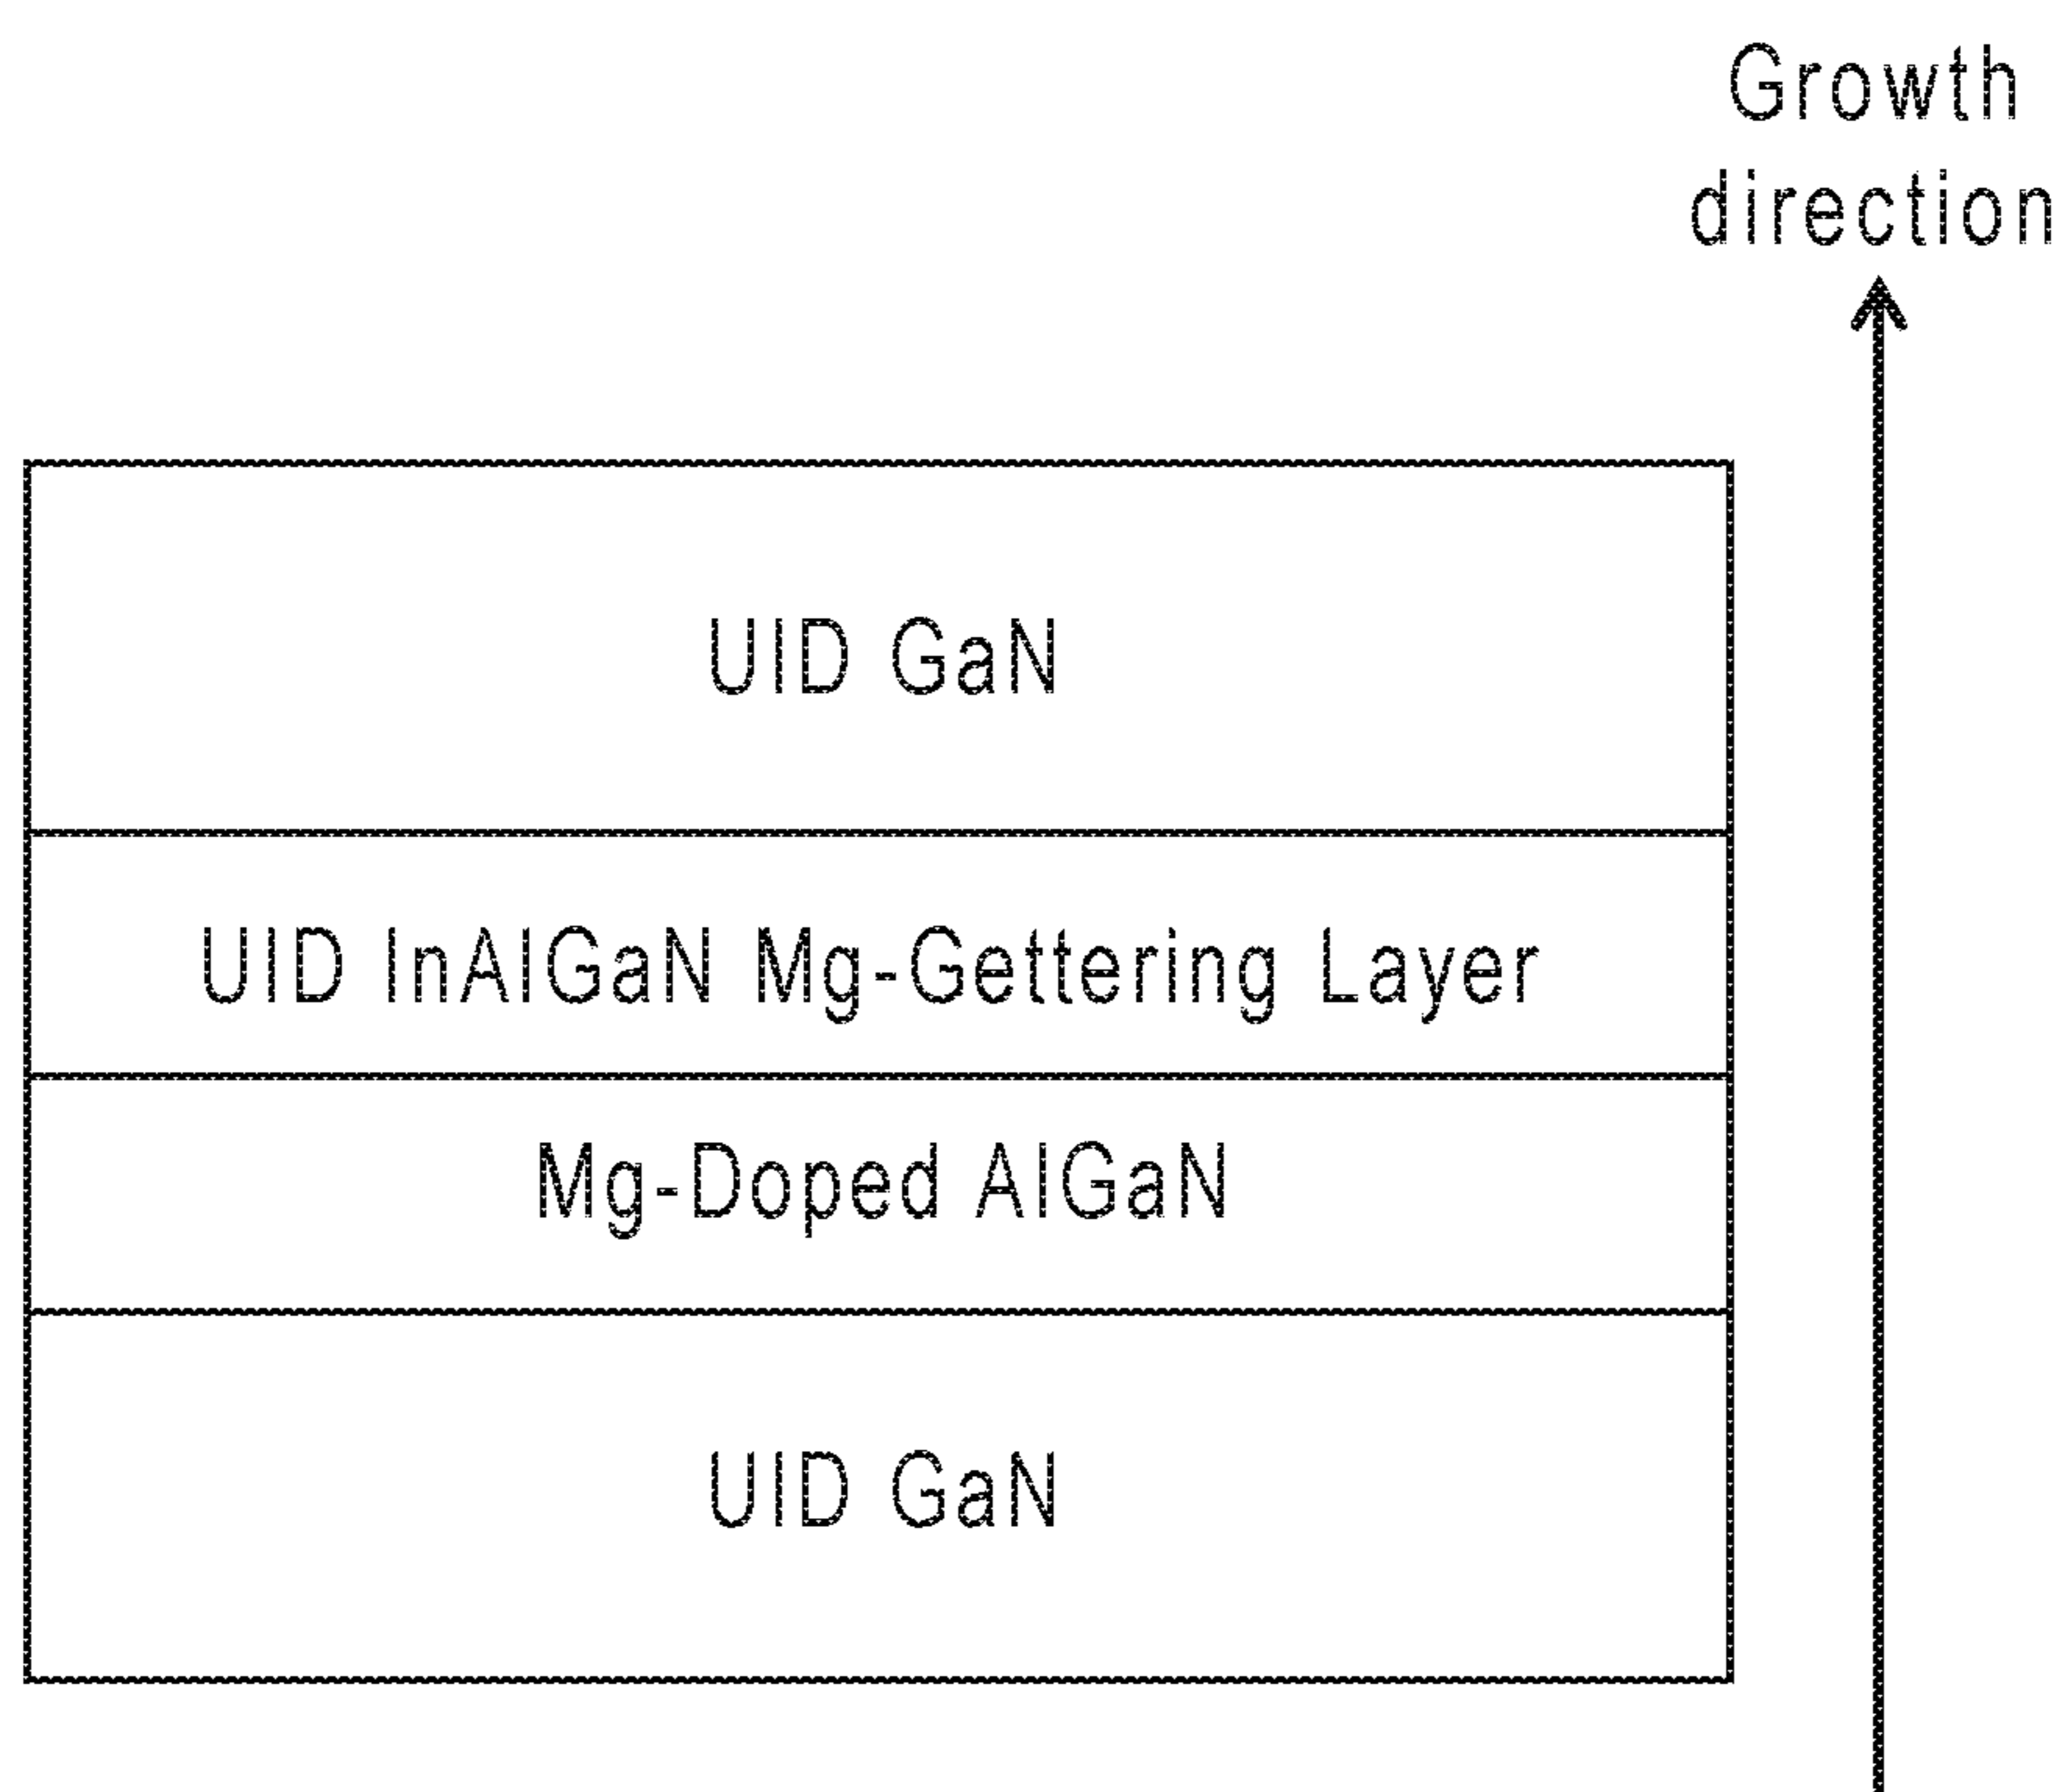 Growth
direction
UID GaN
UID InAlGaN Mg-Gettering Layer
Mg-Doped AlGaN
UID GaN